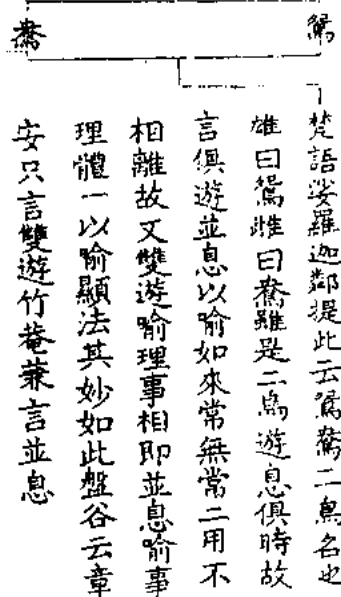 鴛
鴦
梵語娑羅迦鄰提此云鴛鴦二鳥名也
雄曰鴛雌曰鴦雖是二鳥遊息俱時故
言俱遊並息以喻如來常無常二用不
相離故又雙遊喻理事相即並息喻事
理體一以喻顯法其妙如此盤谷云章
安只言雙遊竹菴兼言並息